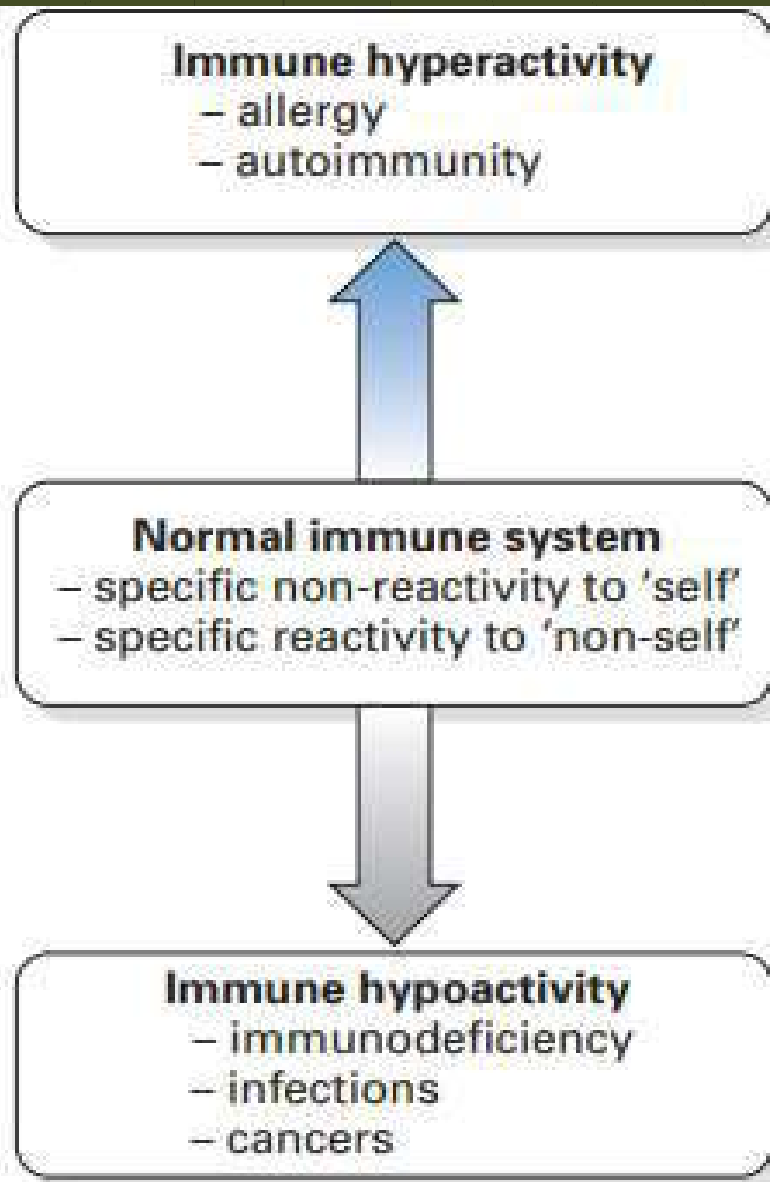 Immune hyperactivity
– allergy
– autoimmunity
Normal immune system
– specific non-reactivity to ‘self’
– specific reactivity to ‘non-self’
Immune hypoactivity
– immunodeficiency
– infections
– cancers